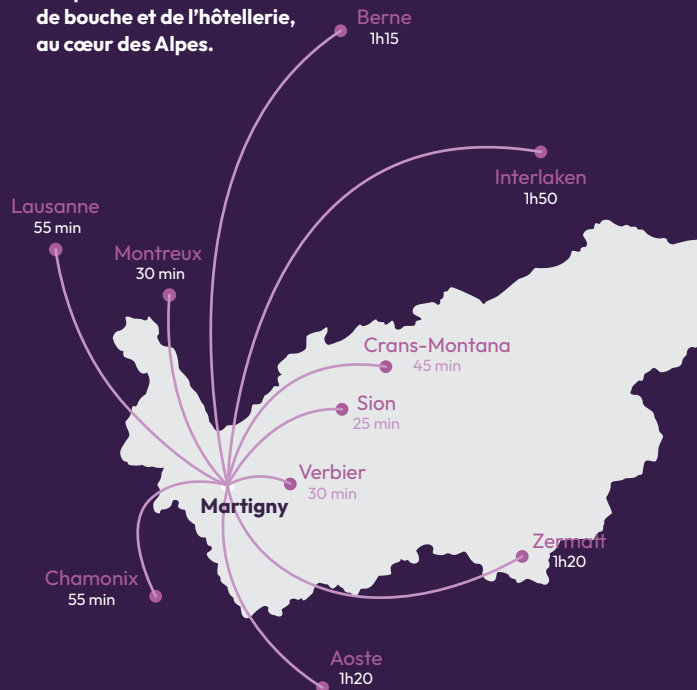 de bouche et de l’hôtellerie,
au cœur des Alpes.
Berne
1h15
Interlaken
1h50
Lausanne
55 min
Montreux
30 min
Crans-Montana
45 min
Sion
25 min
Verbier
30 min
Martigny
Zermatt
1h20
Chamonix
55 min
Aoste
1h20